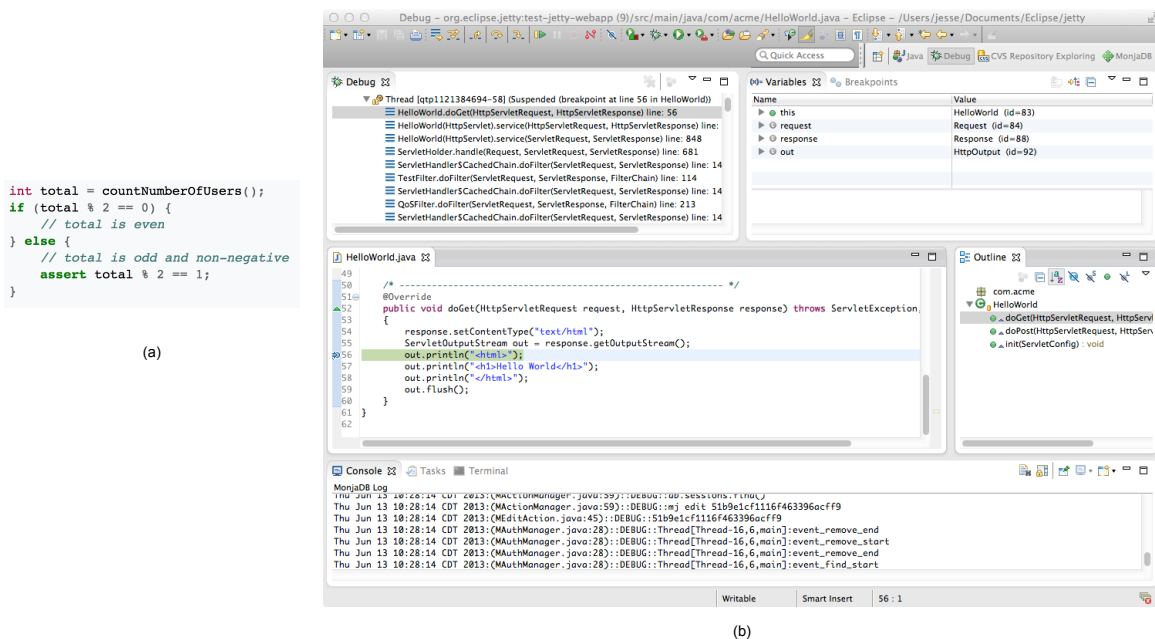 int total = countNumberOfUsers();
if (total % 2 == 0) {
// total is even
} else {
// total is odd and non-negative
assert total % 2 == 1;
}
(a)
Debug - org.eclipse.jetty:test-jetty-webapp (9)/src/main/java/com/acme/HelloWorld.java - Eclipse - /Users/jesse/Documents/Eclipse/jetty
Quick Access
Java
Debug
CVS Repository Exploring
MonjaDB
Debug
Thread [qtp1121384694-58] (Suspended (breakpoint at line 56 in HelloWorld))
HelloWorld.doGet(HttpServletRequest, HttpServletResponse) line: 56
HelloWorld(HttpServlet).service(HttpServletRequest, HttpServletResponse) line:
HelloWorld(HttpServlet).service(ServletRequest, ServletResponse) line: 848
ServletHolder.handle(Request, ServletRequest, ServletResponse) line: 681
ServletHandler$CachedChain.doFilter(ServletRequest, ServletResponse) line: 14
TestFilter.doFilter(ServletRequest, ServletResponse, FilterChain) line: 114
ServletHandler$CachedChain.doFilter(ServletRequest, ServletResponse) line: 14
QoSFilter.doFilter(ServletRequest, ServletResponse, FilterChain) line: 213
ServletHandler$CachedChain.doFilter(ServletRequest, ServletResponse) line: 14
(x)= Variables
Breakpoints
Name Value
this HelloWorld (id=83)
request Request (id=84)
response Response (id=88)
out HttpOutput (id=92)
HelloWorld.java
49
50 /* ------------------------------------------------------------ */
51 @Override
52 public void doGet(HttpServletRequest request, HttpServletResponse response) throws ServletException,
53 {
54 response.setContentType("text/html");
55 ServletOutputStream out = response.getOutputStream();
56 out.println("<html>");
57 out.println("<h1>Hello World</h1>");
58 out.println("</html>");
59 out.flush();
60 }
61 }
62
Outline
com.acme
HelloWorld
doGet(HttpServletRequest, HttpServl
doPost(HttpServletRequest, HttpServ
init(ServletConfig) : void
Console
Tasks
Terminal
MonjaDB Log
Thu Jun 13 10:28:14 CDT 2013:(MActionManager.java:59)::DEBUG::db.sessions.find()
Thu Jun 13 10:28:14 CDT 2013:(MActionManager.java:59)::DEBUG::mj edit 51b9e1cf1116f463396acff9
Thu Jun 13 10:28:14 CDT 2013:(MEditAction.java:45)::DEBUG::51b9e1cf1116f463396acff9
Thu Jun 13 10:28:14 CDT 2013:(MAuthManager.java:28)::DEBUG::Thread[Thread-16,6,main]:event_remove_end
Thu Jun 13 10:28:14 CDT 2013:(MAuthManager.java:28)::DEBUG::Thread[Thread-16,6,main]:event_remove_start
Thu Jun 13 10:28:14 CDT 2013:(MAuthManager.java:28)::DEBUG::Thread[Thread-16,6,main]:event_remove_end
Thu Jun 13 10:28:14 CDT 2013:(MAuthManager.java:28)::DEBUG::Thread[Thread-16,6,main]:event_find_start
Writable
Smart Insert
56 : 1
(b)